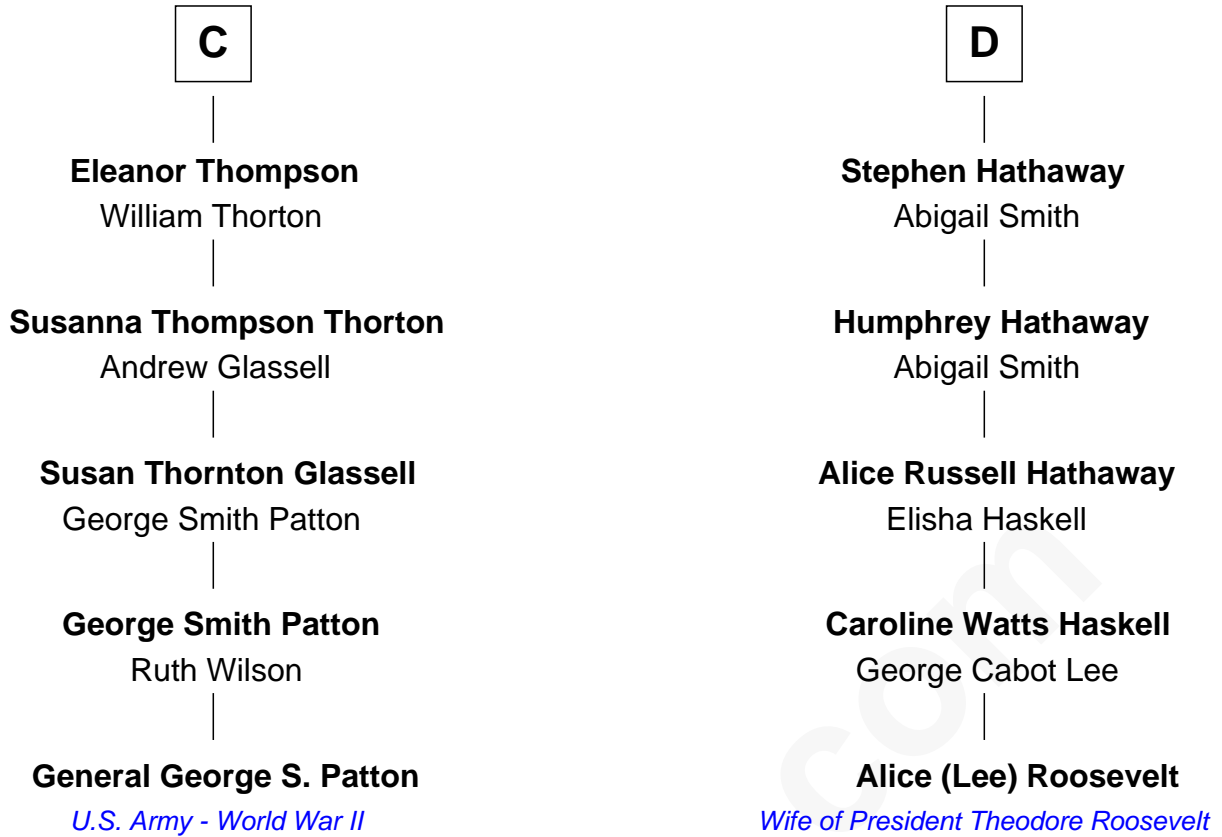 C
Eleanor Thompson
William Thorton
Susanna Thompson Thorton
Andrew Glassell
Susan Thornton Glassell
George Smith Patton
George Smith Patton
Ruth Wilson
General George S. Patton
U.S. Army - World War II
D
Stephen Hathaway
Abigail Smith
Humphrey Hathaway
Abigail Smith
Alice Russell Hathaway
Elisha Haskell
Caroline Watts Haskell
George Cabot Lee
Alice (Lee) Roosevelt
Wife of President Theodore Roosevelt
com